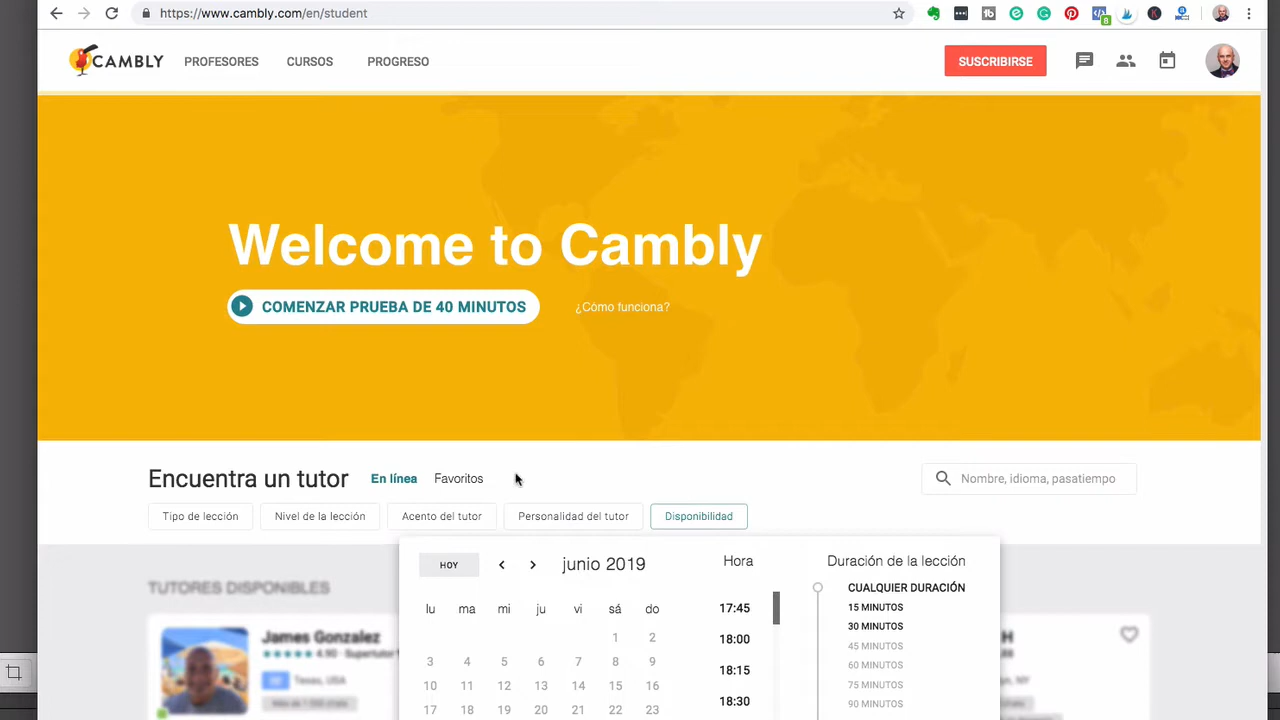 https://www.cambly.com/en/student
8
CAMBLY PROFESORES CURSOS PROGRESO SUSCRIBIRSE
Welcome to Cambly
COMENZAR PRUEBA DE 40 MINUTOS ¿Cómo funciona?
Encuentra un tutor En línea Favoritos Nombre, idioma, pasatiempo
Tipo de lección Nivel de la lección Acento del tutor Personalidad del tutor Disponibilidad
HOY junio 2019 Hora Duración de la lección
TUTORES DISPONIBLES
CUALQUIER DURACIÓN
lu ma mi ju vi sá do 17:45 15 MINUTOS
30 MINUTOS
1 2 18:00 45 MINUTOS
James Gonzalez
4.90
3 4 5 6 7 8 9 18:15 60 MINUTOS
Texas, USA
10 11 12 13 14 15 16 75 MINUTOS
17 18 19 20 21 22 23 18:30 90 MINUTOS